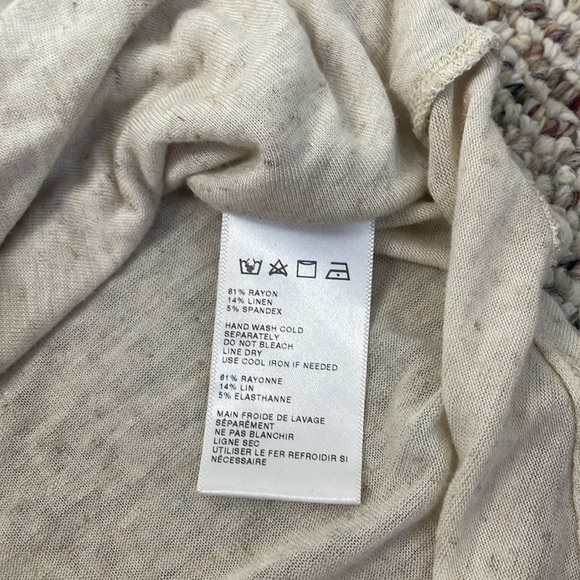 81% RAYON
14% LINEN
5% SPANDEX
HAND WASH COLD
SEPARATELY
DO NOT BLEACH
LINE DRY
USE COOL IRON IF NEEDED
81% RAYONNE
14% LIN
5% ELASTHANNE
MAIN FROIDE DE LAVAGE
SÉPARÉMENT
NE PAS BLANCHIR
LIGNE SEC
UTILISER LE FER REFROIDIR SI
NÉCESSAIRE